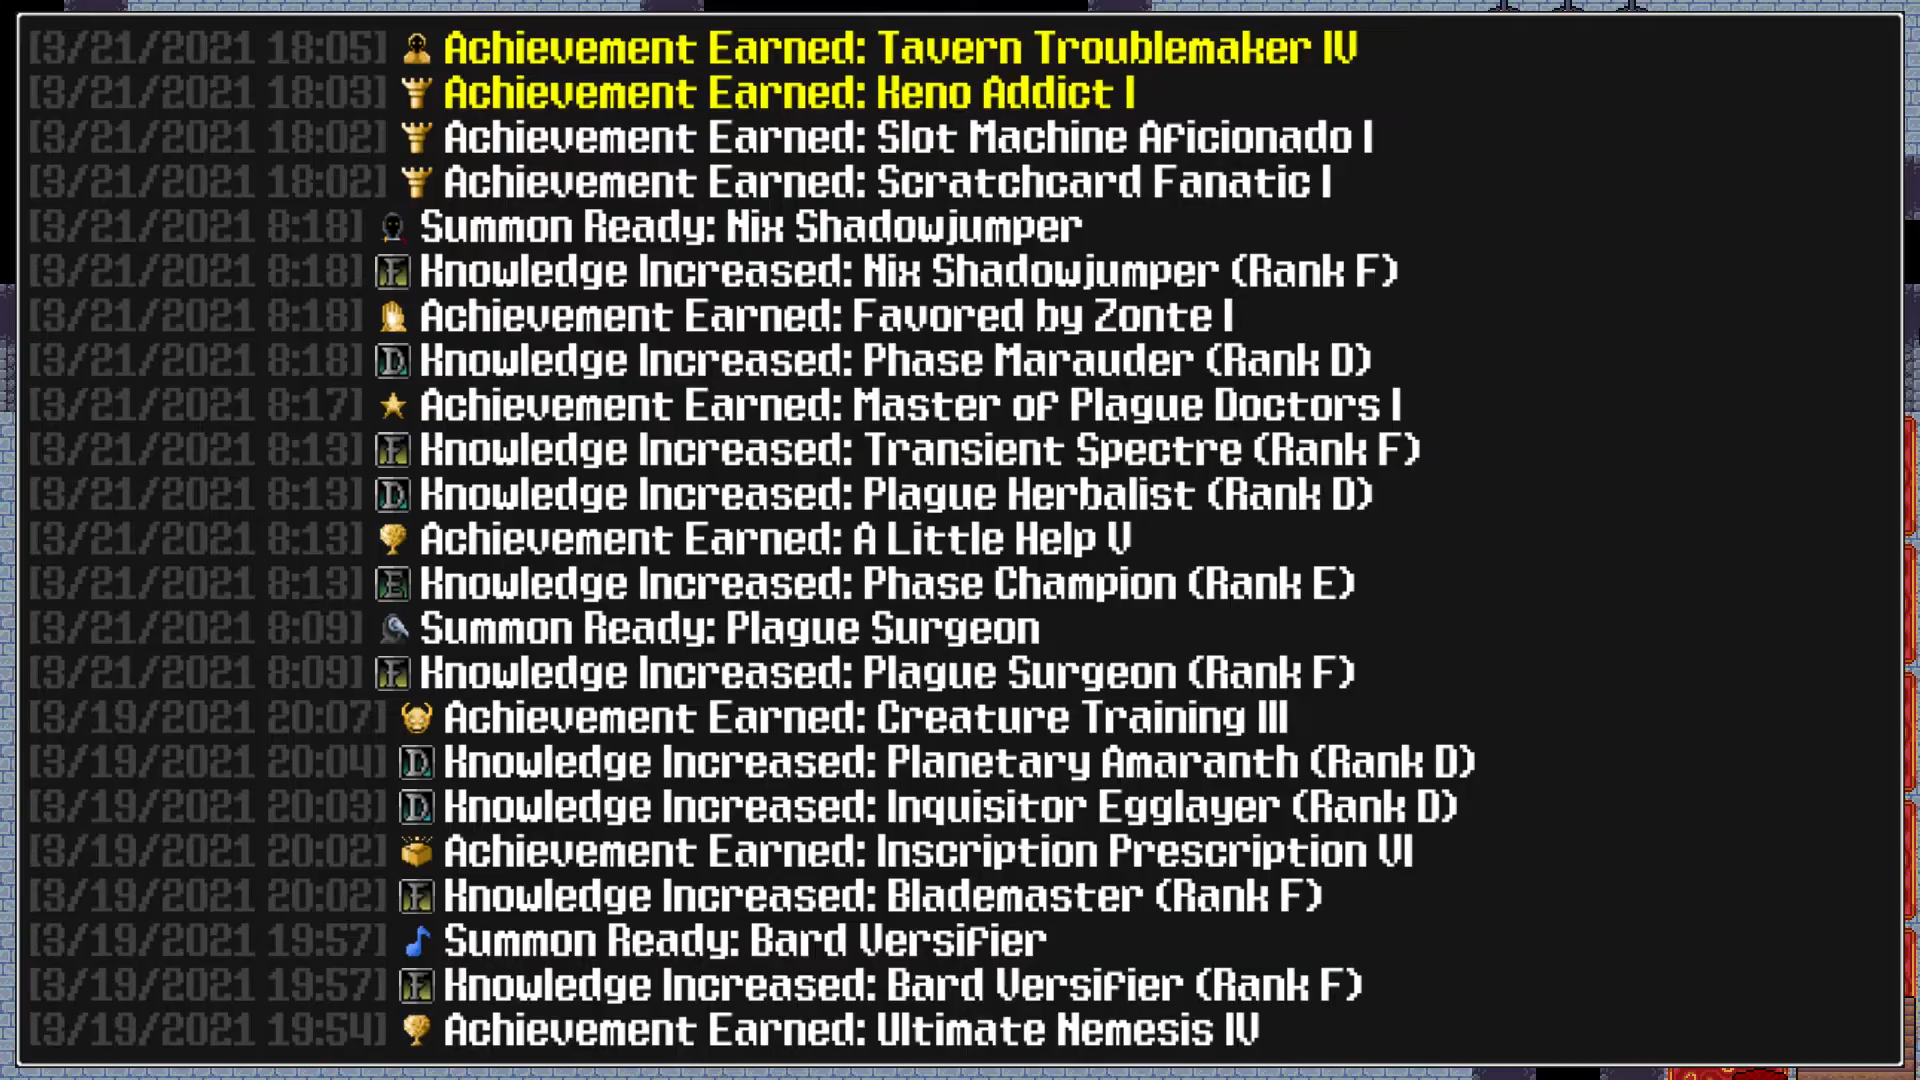 [3/21/2021 18:05] Achievement Earned: Tavern Troublemaker IV
[3/21/2021 18:03] Achievement Earned: Keno Addict I
[3/21/2021 18:02] Achievement Earned: Slot Machine Aficionado I
[3/21/2021 18:02] Achievement Earned: Scratchcard Fanatic I
[3/21/2021 8:18] Summon Ready: Nix Shadowjumper
[3/21/2021 8:18] F Knowledge Increased: Nix Shadowjumper (Rank F)
[3/21/2021 8:18] Achievement Earned: Favored by Zonte I
[3/21/2021 8:18] D Knowledge Increased: Phase Marauder (Rank D)
[3/21/2021 8:17] Achievement Earned: Master of Plague Doctors I
[3/21/2021 8:13] F Knowledge Increased: Transient Spectre (Rank F)
[3/21/2021 8:13] D Knowledge Increased: Plague Herbalist (Rank D)
[3/21/2021 8:13] Achievement Earned: A Little Help V
[3/21/2021 8:13] E Knowledge Increased: Phase Champion (Rank E)
[3/21/2021 8:09] Summon Ready: Plague Surgeon
[3/21/2021 8:09] F Knowledge Increased: Plague Surgeon (Rank F)
[3/19/2021 20:07] Achievement Earned: Creature Training III
[3/19/2021 20:04] D Knowledge Increased: Planetary Amaranth (Rank D)
[3/19/2021 20:03] D Knowledge Increased: Inquisitor Egglayer (Rank D)
[3/19/2021 20:02] Achievement Earned: Inscription Prescription VI
[3/19/2021 20:02] F Knowledge Increased: Blademaster (Rank F)
[3/19/2021 19:57] Summon Ready: Bard Versifier
[3/19/2021 19:57] F Knowledge Increased: Bard Versifier (Rank F)
[3/19/2021 19:54] Achievement Earned: Ultimate Nemesis IV